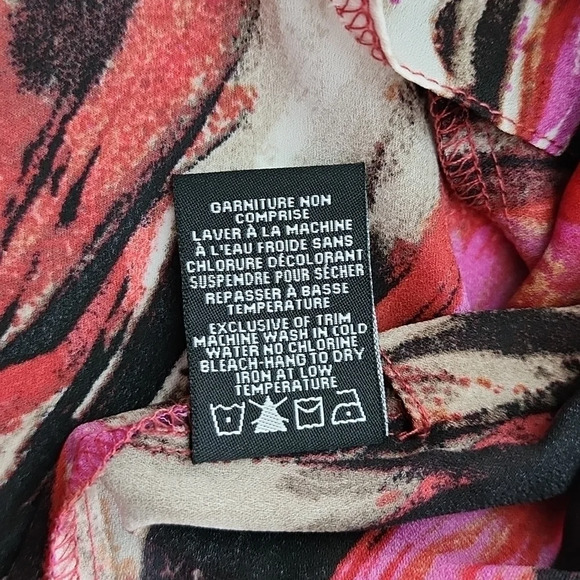 GARNITURE NON
COMPRISE
LAVER À LA MACHINE
À L'EAU FROIDE SANS
CHLORURE DÉCOLORANT
SUSPENDRE POUR SÉCHER
REPASSER À BASSE
TEMPÉRATURE
EXCLUSIVE OF TRIM
MACHINE WASH IN COLD
WATER NO CHLORINE
BLEACH-HANG TO DRY
IRON AT LOW
TEMPERATURE